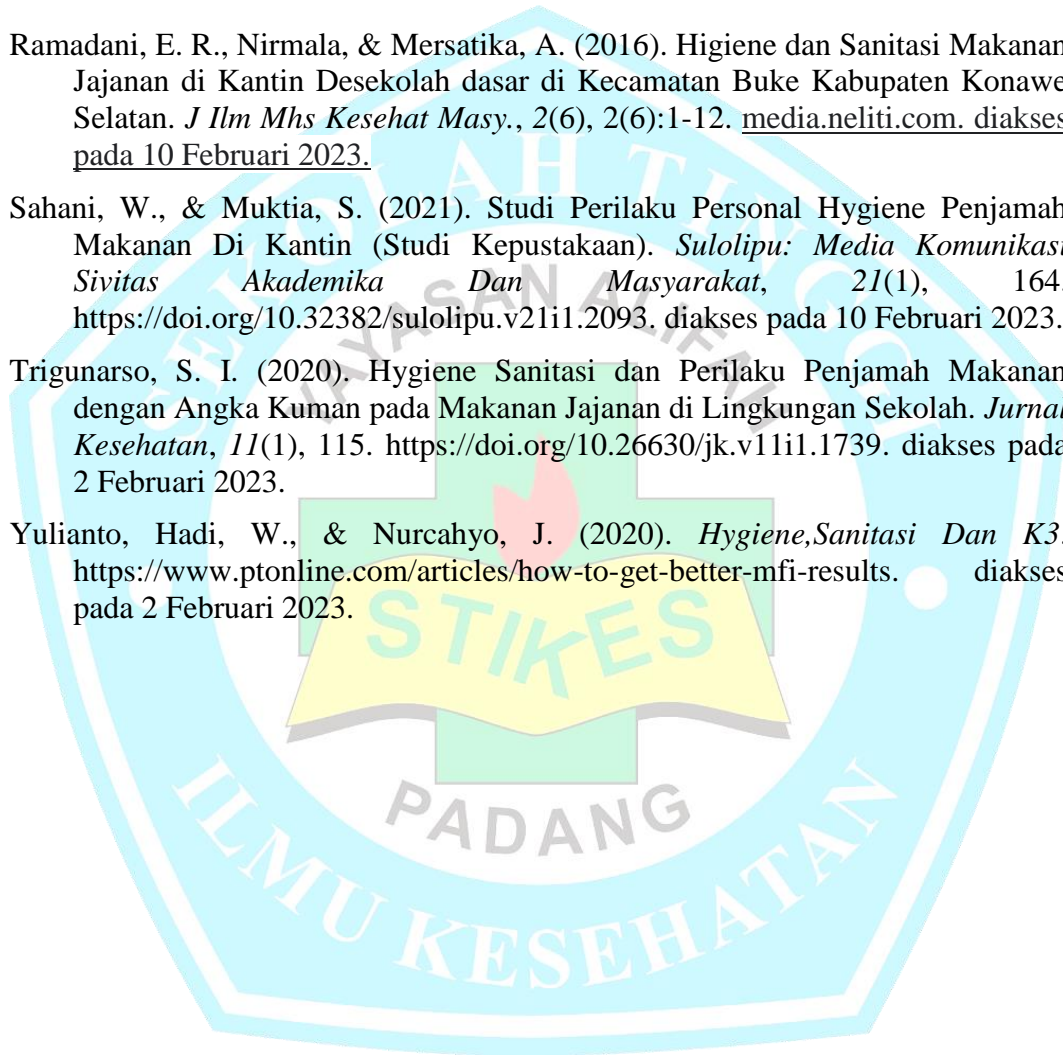 Ramadani, E. R., Nirmala, & Mersatika, A. (2016). Higiene dan Sanitasi Makanan
Jajanan di Kantin Desekolah dasar di Kecamatan Buke Kabupaten Konawe
Selatan. J Ilm Mhs Kesehat Masy., 2(6), 2(6):1-12. media.neliti.com. diakses
pada 10 Februari 2023.
Sahani, W., & Muktia, S. (2021). Studi Perilaku Personal Hygiene Penjamah
Makanan Di Kantin (Studi Kepustakaan). Sulolipu: Media Komunikasi
Sivitas Akademika Dan Masyarakat, 21(1), 164.
https://doi.org/10.32382/sulolipu.v21i1.2093. diakses pada 10 Februari 2023.
Trigunarso, S. I. (2020). Hygiene Sanitasi dan Perilaku Penjamah Makanan
dengan Angka Kuman pada Makanan Jajanan di Lingkungan Sekolah. Jurnal
Kesehatan, 11(1), 115. https://doi.org/10.26630/jk.v11i1.1739. diakses pada
2 Februari 2023.
Yulianto, Hadi, W., & Nurcahyo, J. (2020). Hygiene,Sanitasi Dan K3.
https://www.ptonline.com/articles/how-to-get-better-mfi-results. diakses
pada 2 Februari 2023.
SEKOLAH TINGGI
YAYASAN ALIFAH
STIKES
PADANG
ILMU KESEHATAN